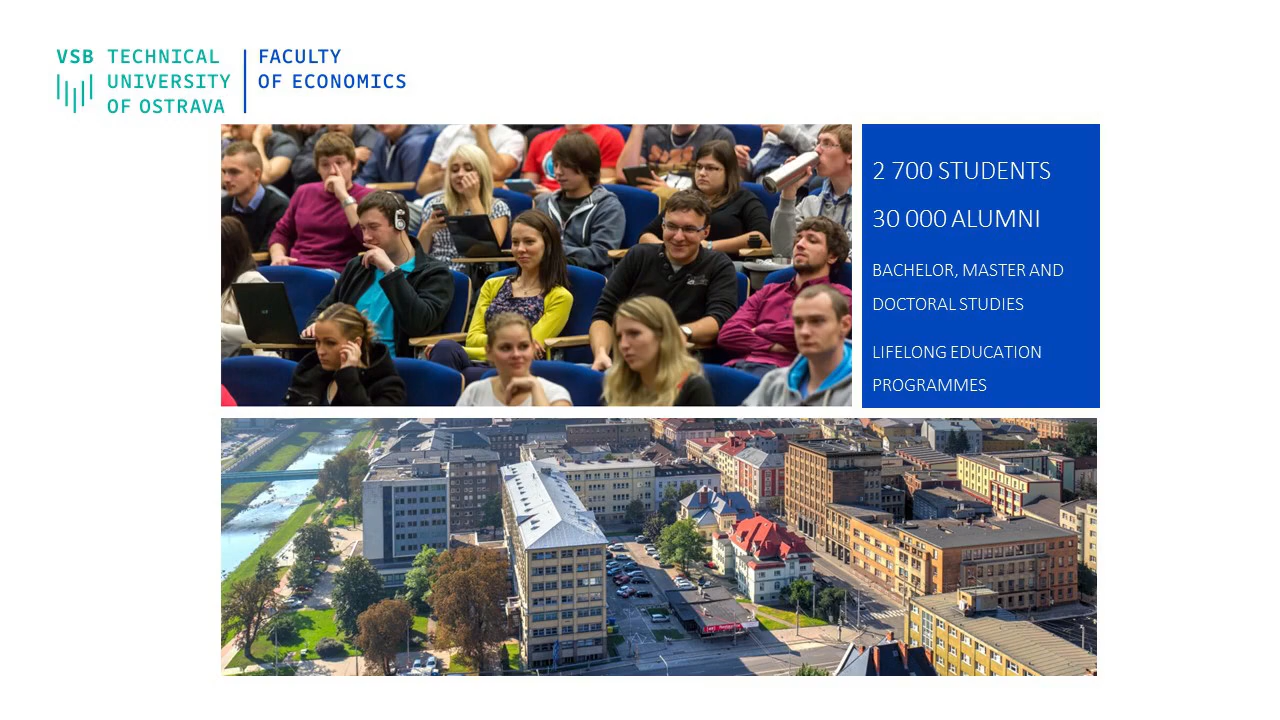 VSB TECHNICAL
UNIVERSITY
OF OSTRAVA
FACULTY
OF ECONOMICS
2 700 STUDENTS
30 000 ALUMNI
BACHELOR, MASTER AND
DOCTORAL STUDIES
LIFELONG EDUCATION
PROGRAMMES